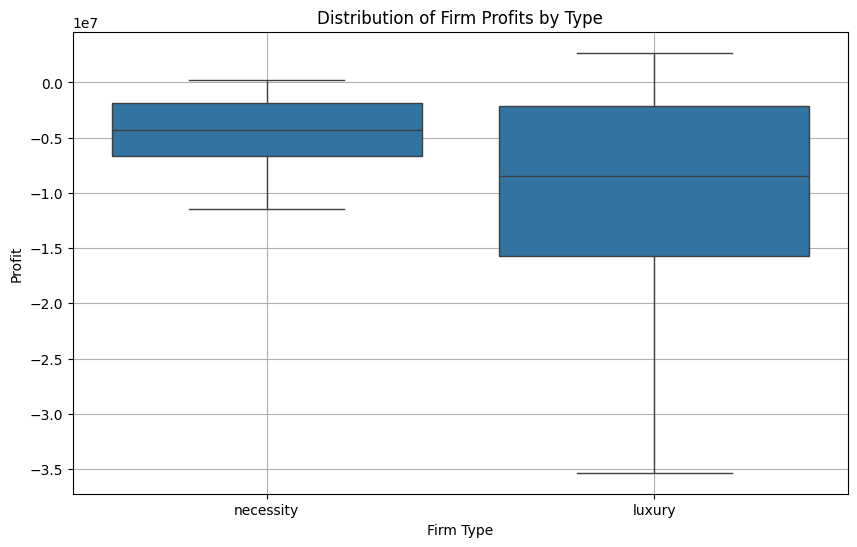 Distribution of Firm Profits by Type
1e7
0.0
−0.5
−1.0
−1.5
−2.0
−2.5
−3.0
−3.5
Profit
necessity
luxury
Firm Type